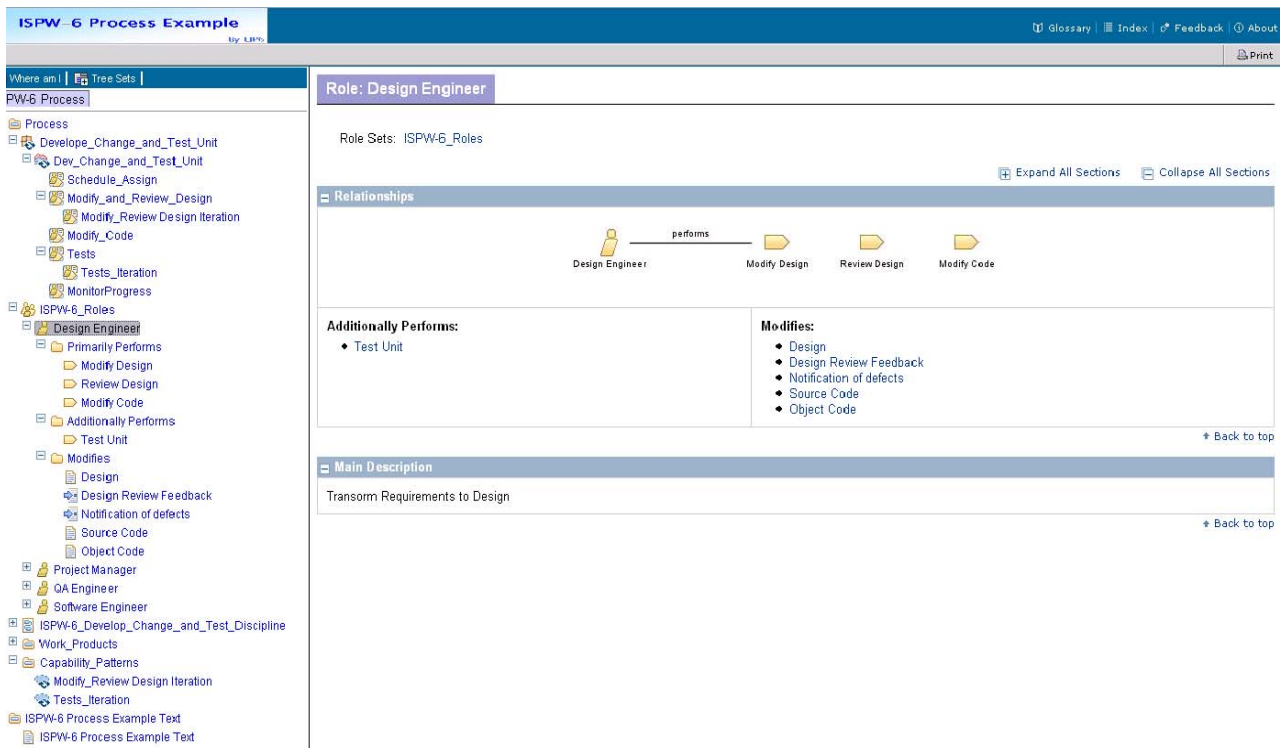 ISPW-6 Process Example
By LIP6
Glossary | Index | Feedback | About
Print
Where am I | Tree Sets |
PW-6 Process
Process
Develope_Change_and_Test_Unit
Dev_Change_and_Test_Unit
Schedule_Assign
Modify_and_Review_Design
Modify_Review Design Iteration
Modify_Code
Tests
Tests_Iteration
MonitorProgress
ISPW-6_Roles
Design Engineer
Primarily Performs
Modify Design
Review Design
Modify Code
Additionally Performs
Test Unit
Modifies
Design
Design Review Feedback
Notification of defects
Source Code
Object Code
Project Manager
QA Engineer
Software Engineer
ISPW-6_Develop_Change_and_Test_Discipline
Work_Products
Capability_Patterns
Modify_Review Design Iteration
Tests_Iteration
ISPW-6 Process Example Text
ISPW-6 Process Example Text
Role: Design Engineer
Role Sets: ISPW-6_Roles
Expand All Sections Collapse All Sections
Relationships
performs
Design Engineer Modify Design Review Design Modify Code
Additionally Performs:
Test Unit
Modifies:
Design
Design Review Feedback
Notification of defects
Source Code
Object Code
Back to top
Main Description
Transorm Requirements to Design
Back to top